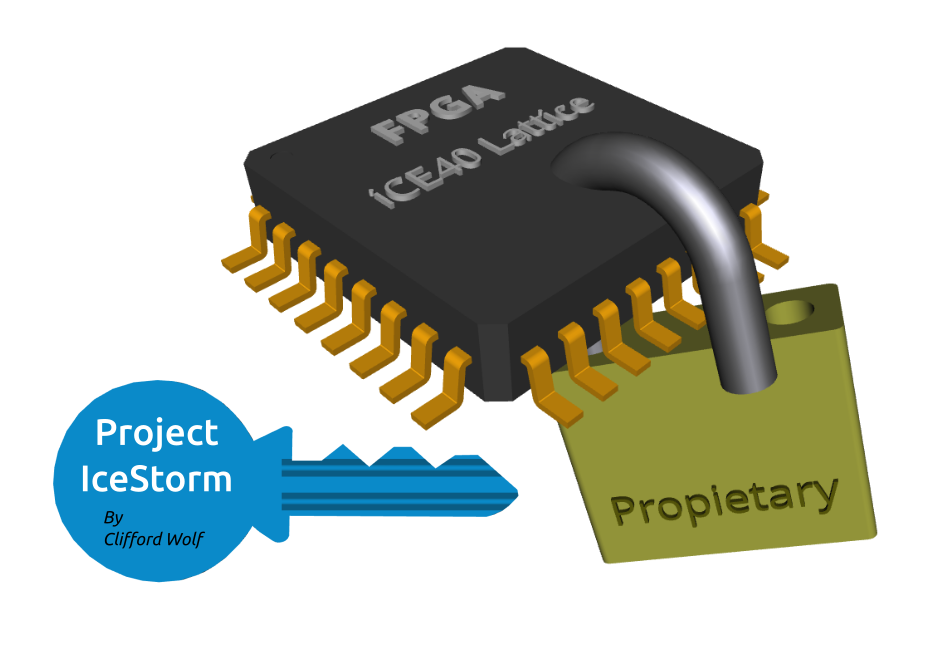 FPGA
iCE40 Lattice
Project
IceStorm
By
Clifford Wolf
Propietary